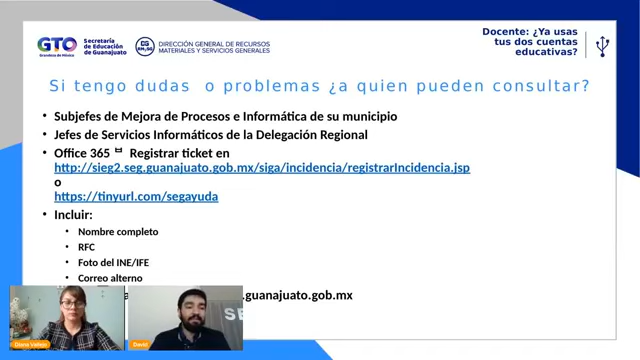 GTO
Grandeza de México
Secretaría
de Educación
de Guanajuato
DIRECCIÓN GENERAL DE RECURSOS
MATERIALES Y SERVICIOS GENERALES
Docente: ¿Ya usas
tus dos cuentas
educativas?
Si tengo dudas o problemas ¿a quien pueden consultar?
• Subjefes de Mejora de Procesos e Informática de su municipio
• Jefes de Servicios Informáticos de la Delegación Regional
• Office 365 Registrar ticket en
http://sieg2.seg.guanajuato.gob.mx/siga/incidencia/registrarIncidencia.jsp
o
https://tinyurl.com/segayuda
• Incluir:
• Nombre completo
• RFC
• Foto del INE/IFE
• Correo alterno
.guanajuato.gob.mx
SE
David